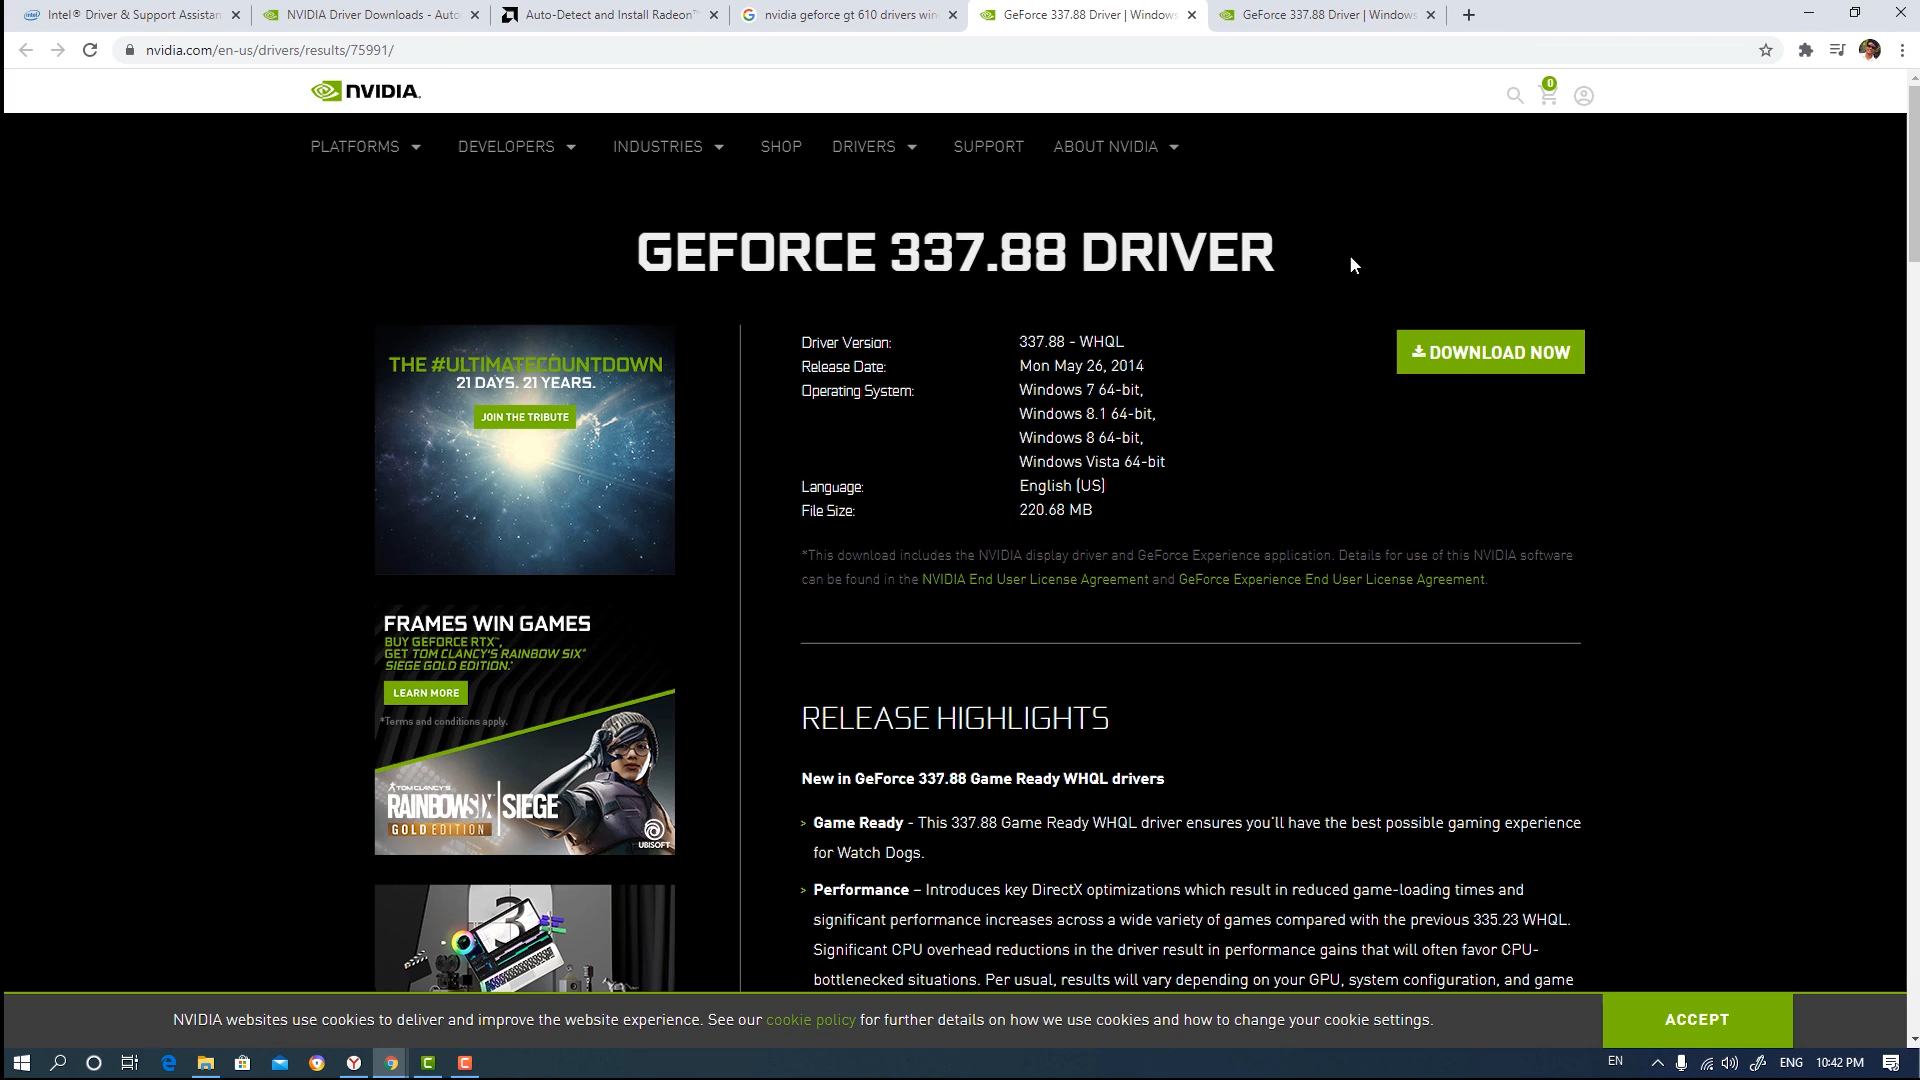 Intel® Driver & Support Assistan
NVIDIA Driver Downloads - Auto
Auto-Detect and Install Radeon™
nvidia geforce gt 610 drivers win
GeForce 337.88 Driver | Windows
GeForce 337.88 Driver | Windows
nvidia.com/en-us/drivers/results/75991/
NVIDIA.
0
PLATFORMS DEVELOPERS INDUSTRIES SHOP DRIVERS SUPPORT ABOUT NVIDIA
GEFORCE 337.88 DRIVER
THE #ULTIMATECOUNTDOWN
21 DAYS. 21 YEARS.
JOIN THE TRIBUTE
FRAMES WIN GAMES
BUY GEFORCE RTX™,
GET TOM CLANCY'S RAINBOW SIX®
SIEGE GOLD EDITION.*
LEARN MORE
*Terms and conditions apply.
TOM CLANCY'S
RAINBOW SIX | SIEGE
GOLD EDITION
UBISOFT
3
Driver Version: 337.88 - WHQL
Release Date: Mon May 26, 2014
Operating System: Windows 7 64-bit,
Windows 8.1 64-bit,
Windows 8 64-bit,
Windows Vista 64-bit
Language: English (US)
File Size: 220.68 MB
DOWNLOAD NOW
*This download includes the NVIDIA display driver and GeForce Experience application. Details for use of this NVIDIA software
can be found in the NVIDIA End User License Agreement and GeForce Experience End User License Agreement.
RELEASE HIGHLIGHTS
New in GeForce 337.88 Game Ready WHQL drivers
> Game Ready - This 337.88 Game Ready WHQL driver ensures you'll have the best possible gaming experience
for Watch Dogs.
> Performance – Introduces key DirectX optimizations which result in reduced game-loading times and
significant performance increases across a wide variety of games compared with the previous 335.23 WHQL.
Significant CPU overhead reductions in the driver result in performance gains that will often favor CPU-
bottlenecked situations. Per usual, results will vary depending on your GPU, system configuration, and game
NVIDIA websites use cookies to deliver and improve the website experience. See our cookie policy for further details on how we use cookies and how to change your cookie settings.
ACCEPT
EN
ENG
10:42 PM